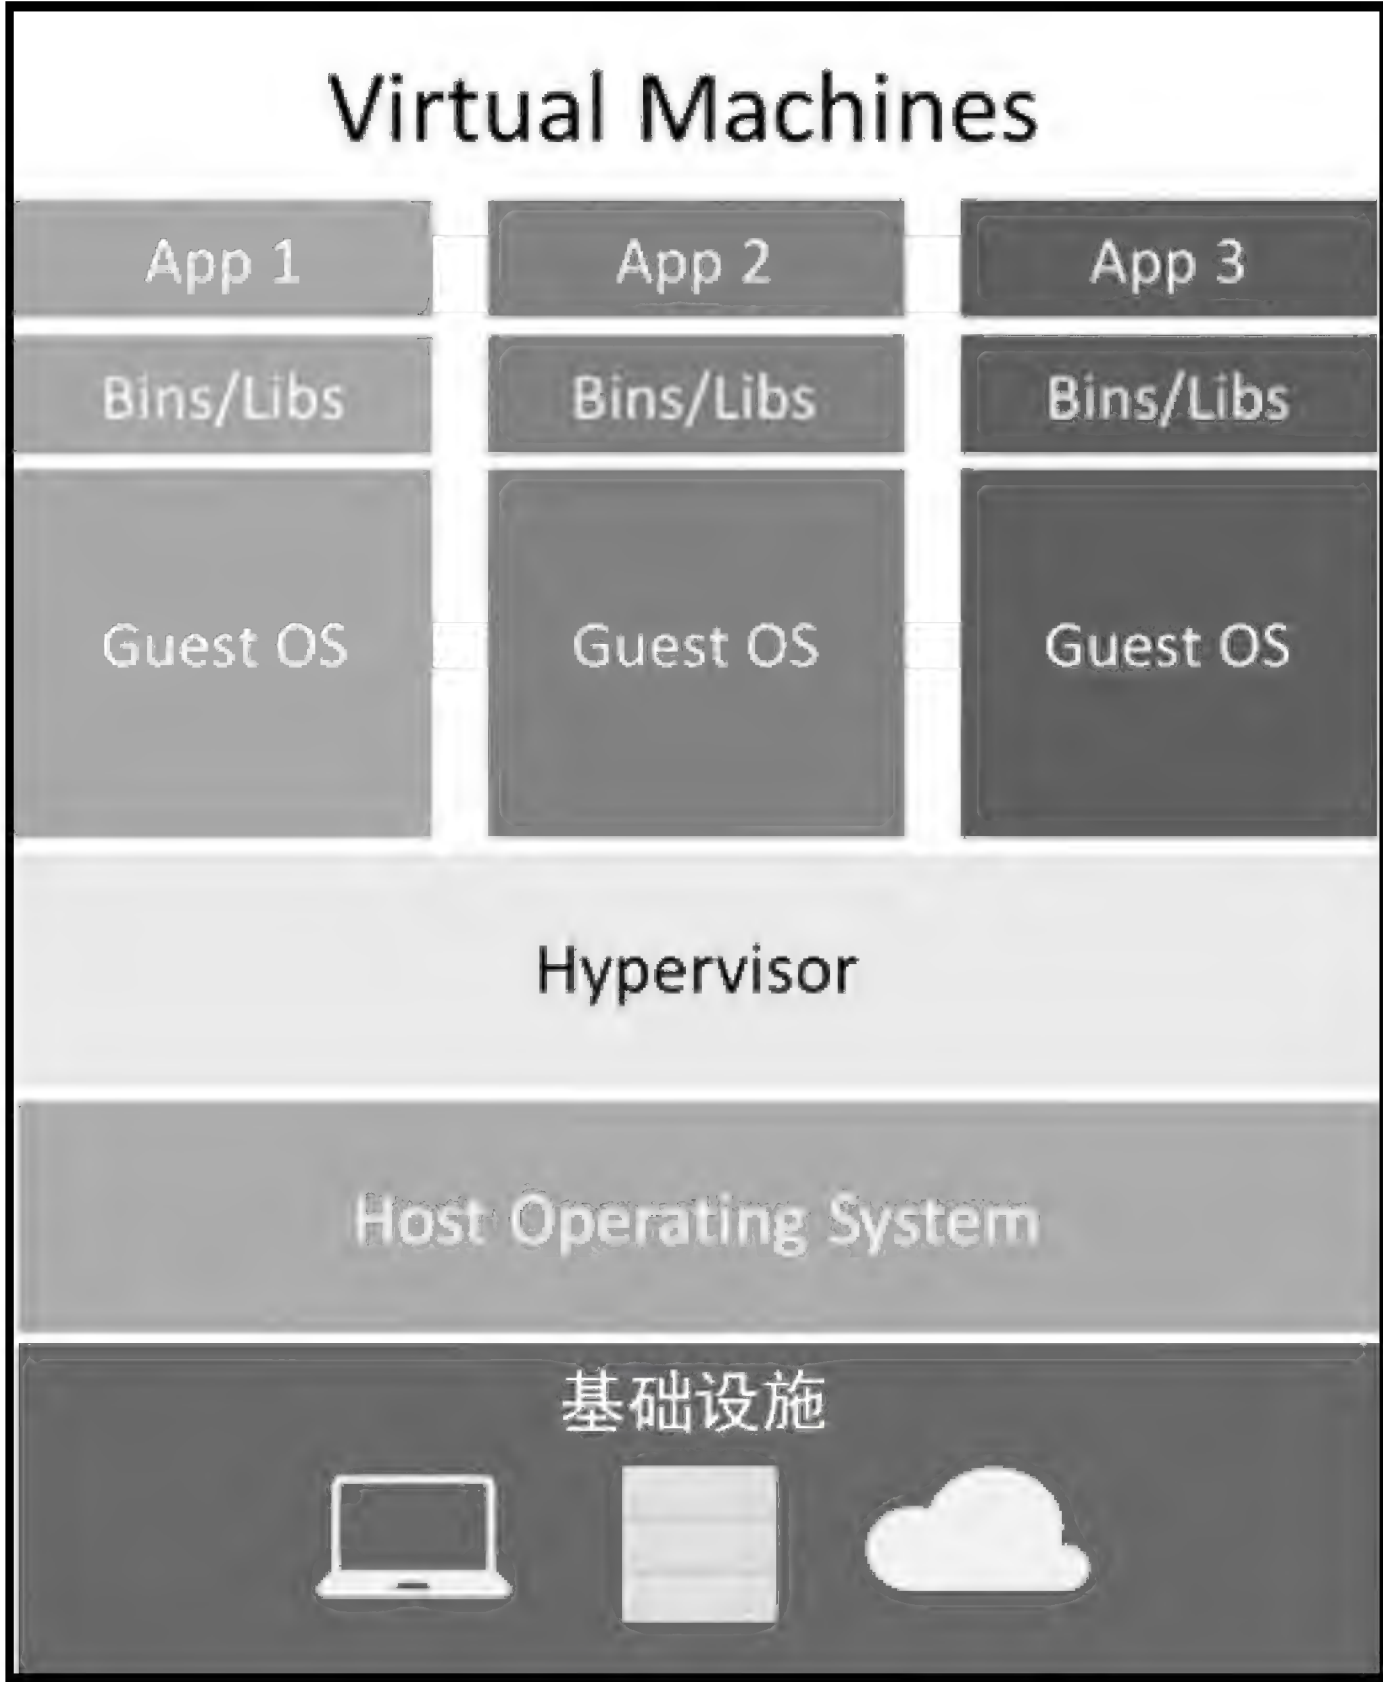 Virtual Machines
App 1
App 2
App 3
Bins/Libs
Bins/Libs
Bins/Libs
Guest OS
Guest OS
Guest OS
Hypervisor
Host Operating System
基础设施